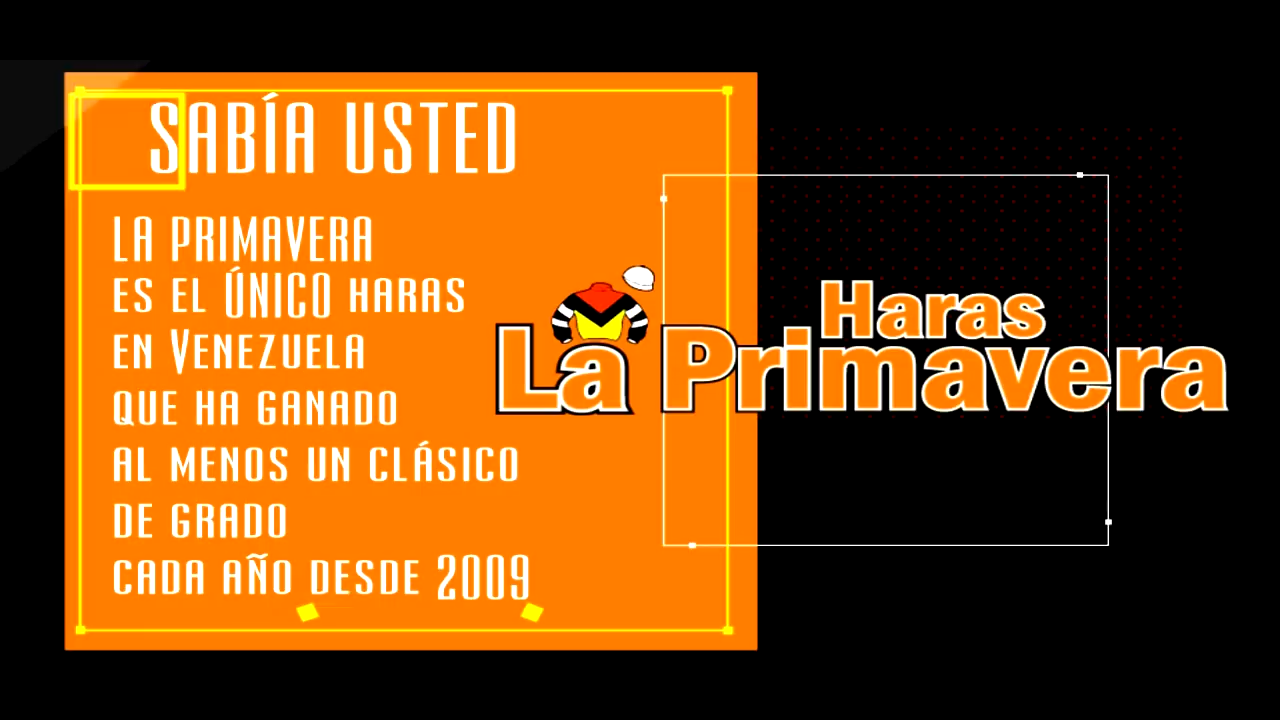 SABÍA USTED
LA PRIMAVERA
ES EL ÚNICO HARAS
EN VENEZUELA
QUE HA GANADO
AL MENOS UN CLÁSICO
DE GRADO
CADA AÑO DESDE 2009
Haras
La Primavera